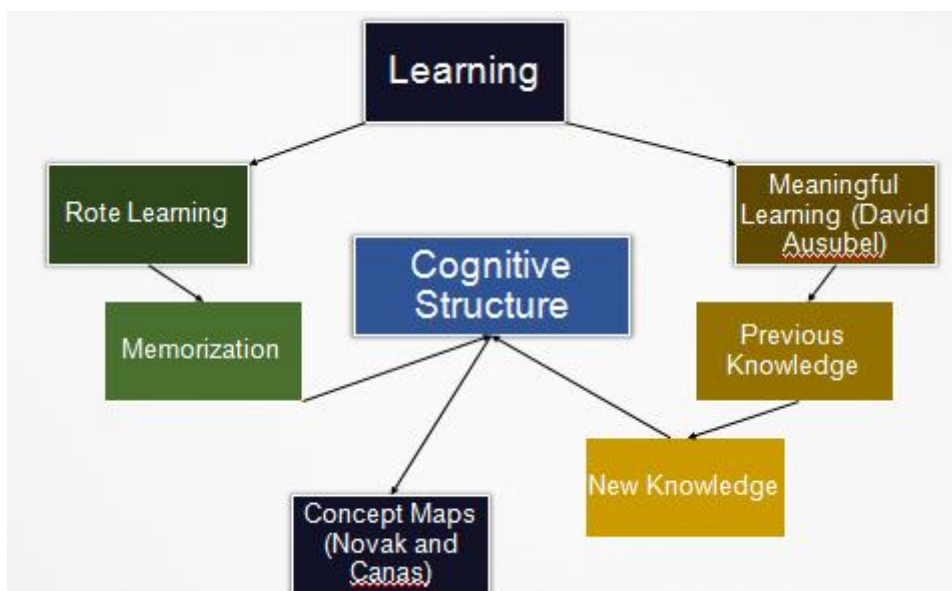 Learning
Rote Learning
Meaningful
Learning (David
Ausubel)
Cognitive
Structure
Memorization
Previous
Knowledge
New Knowledge
Concept Maps
(Novak and
Canas)